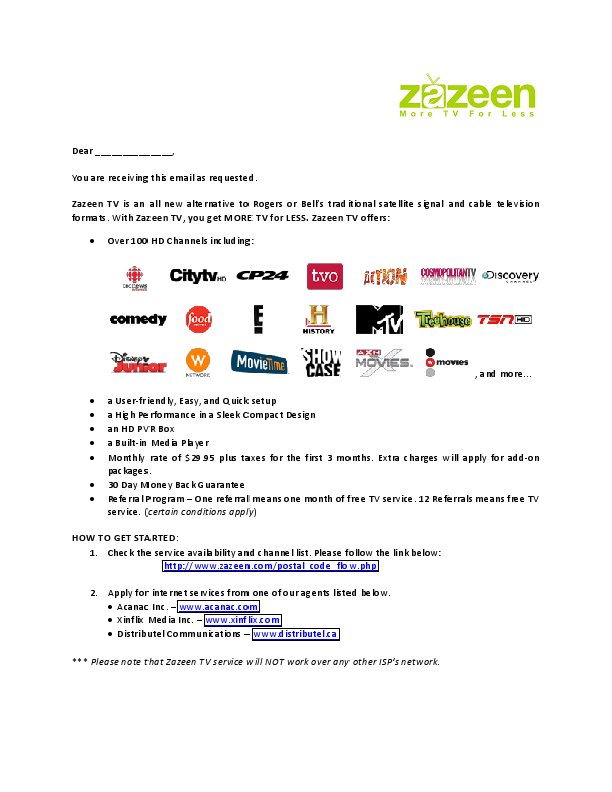 zazeen
More TV For Less
Dear _______________,
You are receiving this email as requested.
Zazeen TV is an all new alternative to Rogers or Bell's traditional satellite signal and cable television
formats. With Zazeen TV, you get MORE TV for LESS. Zazeen TV offers:
• Over 100 HD Channels including:
CBC NEWS Citytv HD CP24 tvo ACTION COSMOPOLITANTV Discovery CHANNEL
comedy food network E H HISTORY MTV Treehouse TSN HD
Disney Junior W NETWORK MovieTime SHOWCASE MOVIES. W movies , and more...
• a User-friendly, Easy, and Quick setup
• a High Performance in a Sleek Compact Design
• an HD PVR Box
• a Built-in Media Player
• Monthly rate of $29.95 plus taxes for the first 3 months. Extra charges will apply for add-on
packages.
• 30 Day Money Back Guarantee
• Referral Program – One referral means one month of free TV service. 12 Referrals means free TV
service. (certain conditions apply)
HOW TO GET STARTED:
1. Check the service availability and channel list. Please follow the link below:
http://www.zazeen.com/postal_code_flow.php
2. Apply for internet services from one of our agents listed below.
• Acanac Inc. – www.acanac.com
• Xinflix Media Inc. – www.xinflix.com
• Distributel Communications – www.distributel.ca
*** Please note that Zazeen TV service will NOT work over any other ISP's network.